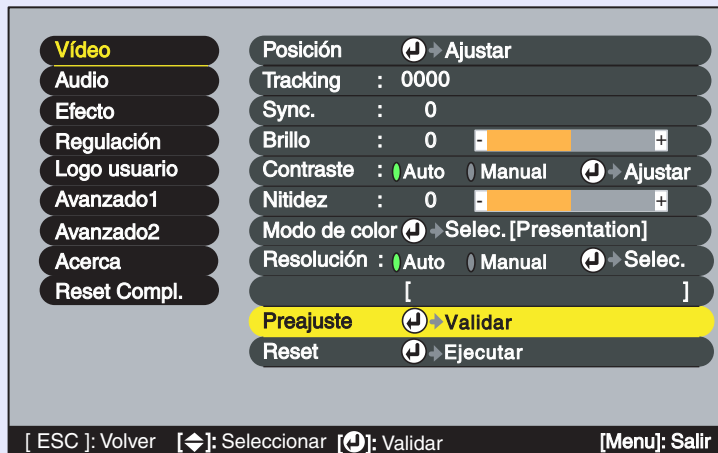 Vídeo
Audio
Efecto
Regulación
Logo usuario
Avanzado1
Avanzado2
Acerca
Reset Compl.
Posición Ajustar
Tracking : 0000
Sync. : 0
Brillo : 0 - +
Contraste : Auto Manual Ajustar
Nitidez : 0 - +
Modo de color Selec. [Presentation]
Resolución : Auto Manual Selec.
[ ]
Preajuste Validar
Reset Ejecutar
[ ESC ]: Volver [ ]: Seleccionar [ ]: Validar [Menu]: Salir